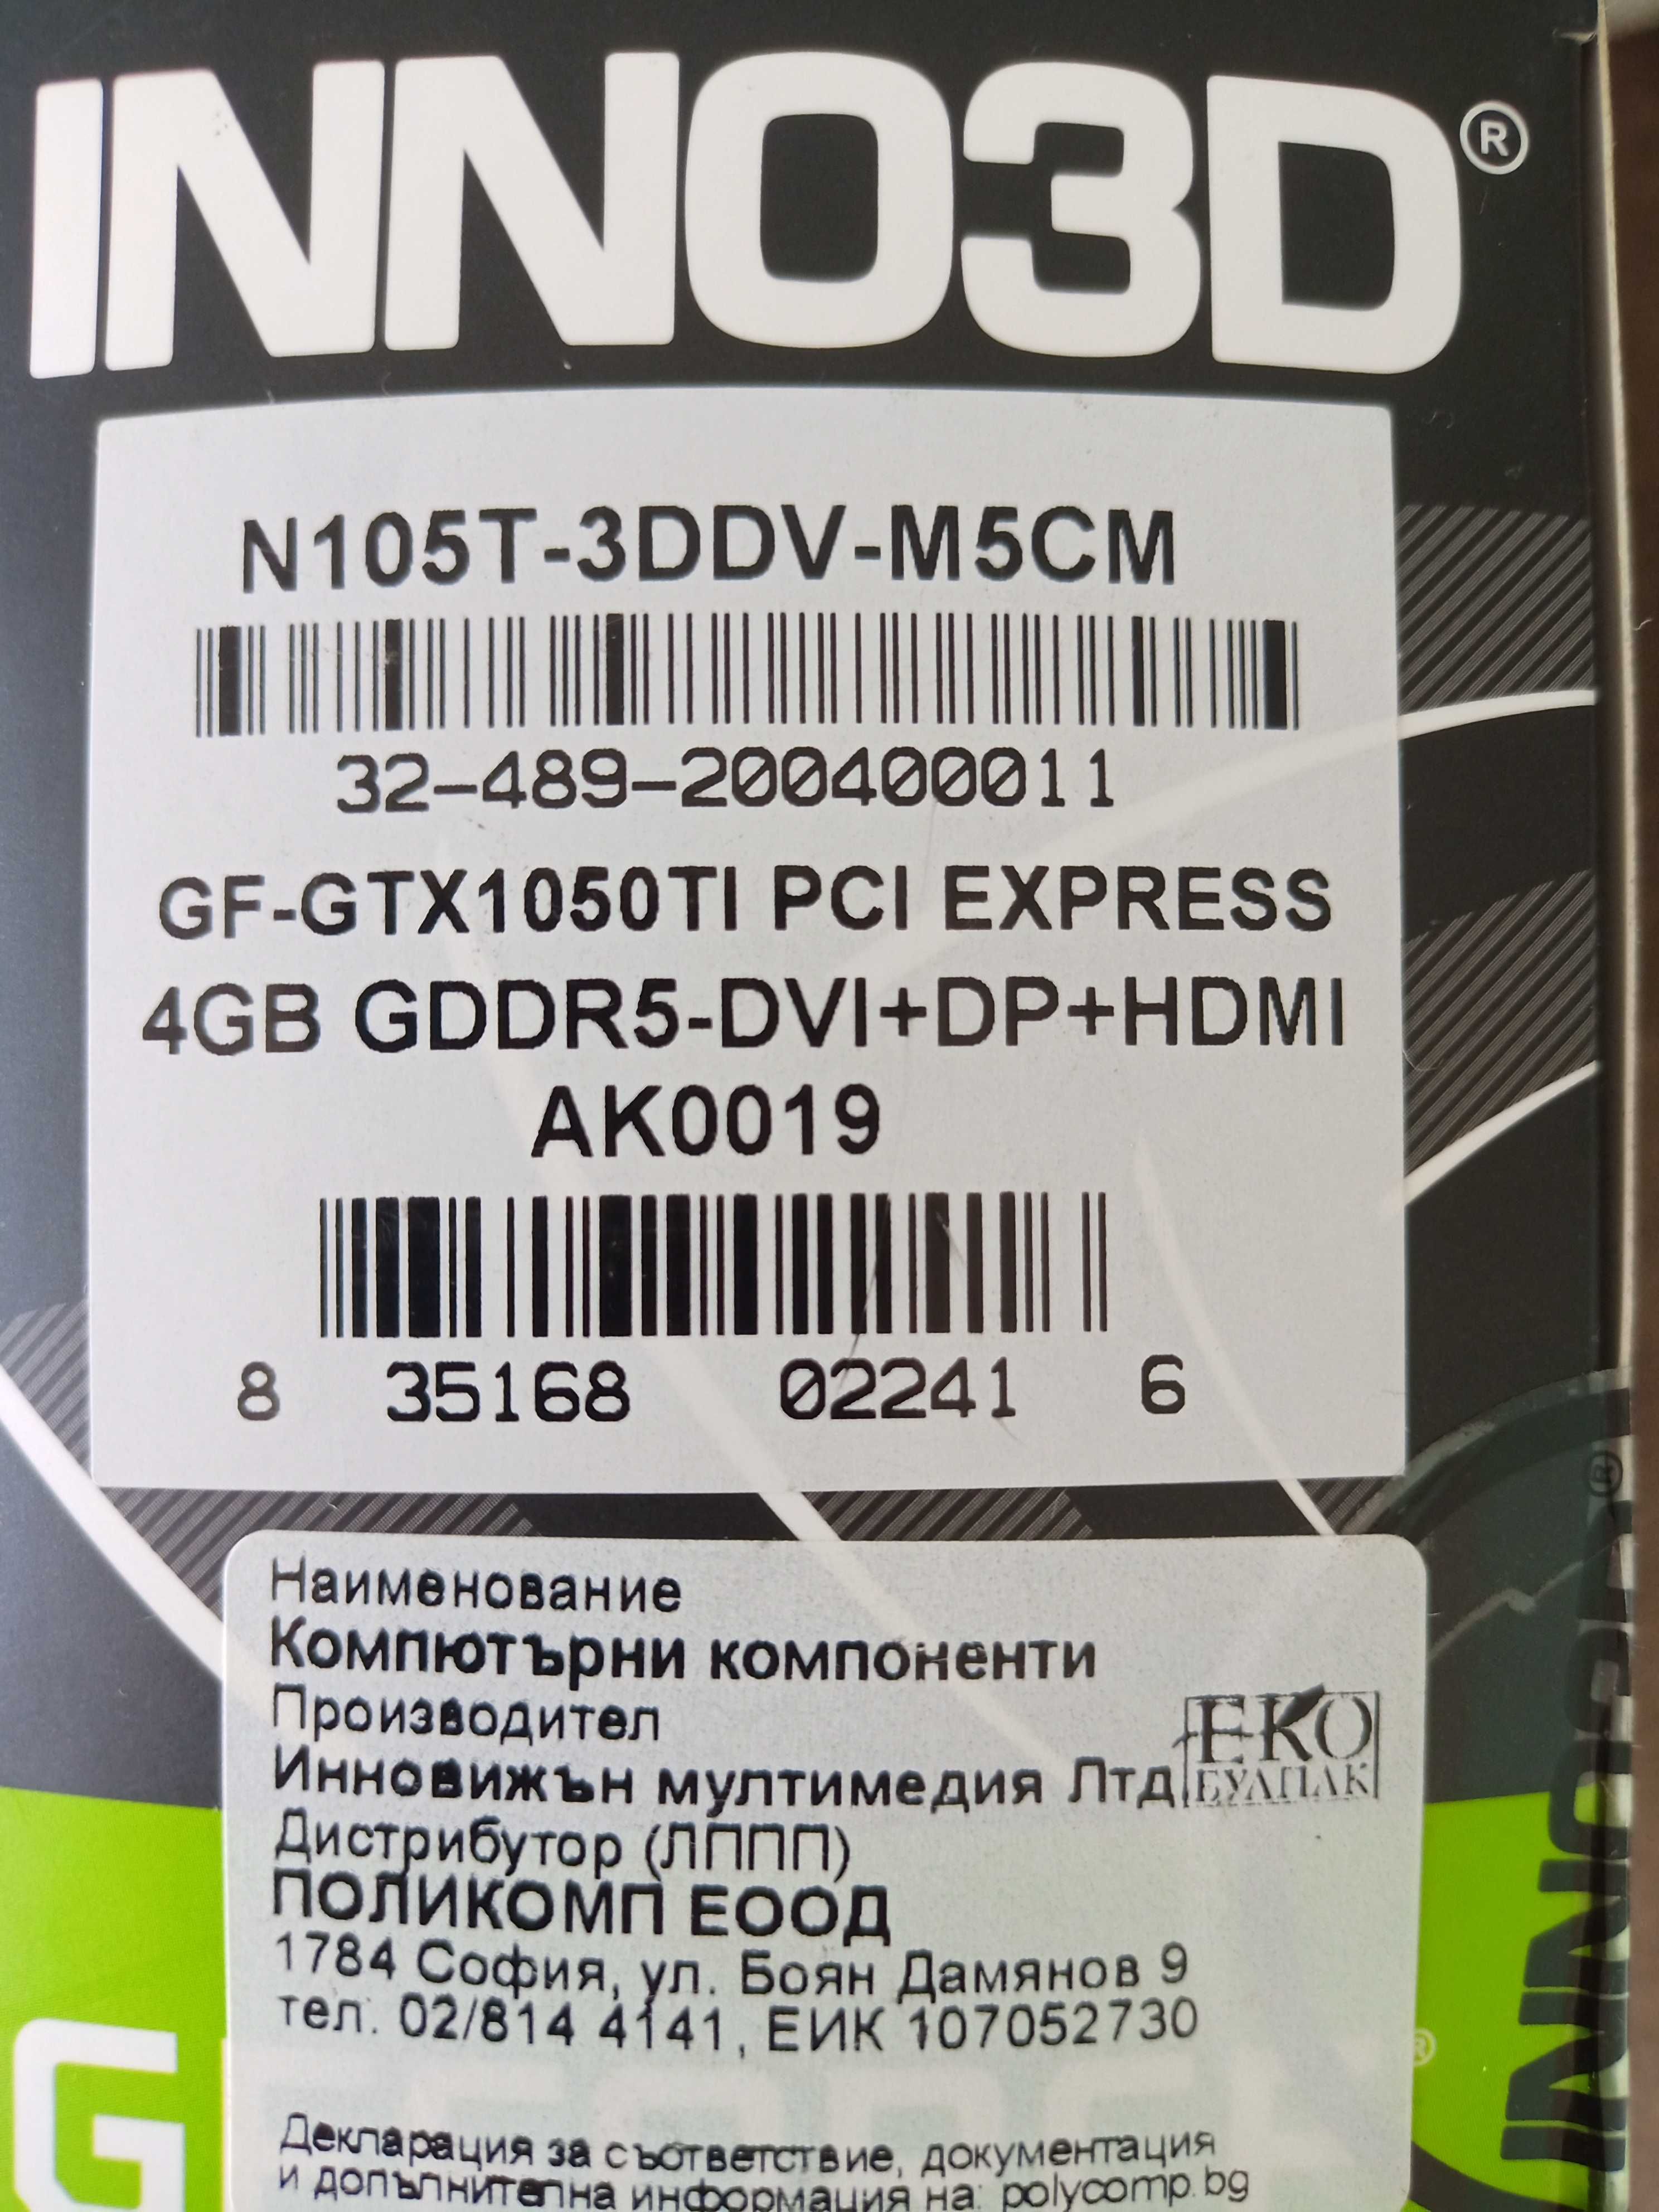 INNO3D®
N105T-3DDV-M5CM
32-489-200400011
GF-GTX1050TI PCI EXPRESS
4GB GDDR5-DVI+DP+HDMI
AK0019
8 35168 02241 6
Наименование
Компютърни компоненти
Производител
Инновижън мултимедия Лтд
ЕКО
БУЛПАК
Дистрибутор (ЛППП)
ПОЛИКОМП ЕООД
1784 София, ул. Боян Дамянов 9
тел. 02/814 4141, ЕИК 107052730
Декларация за съответствие, документация
и допълнителна информация на: polycomp.bg
INNO3D®